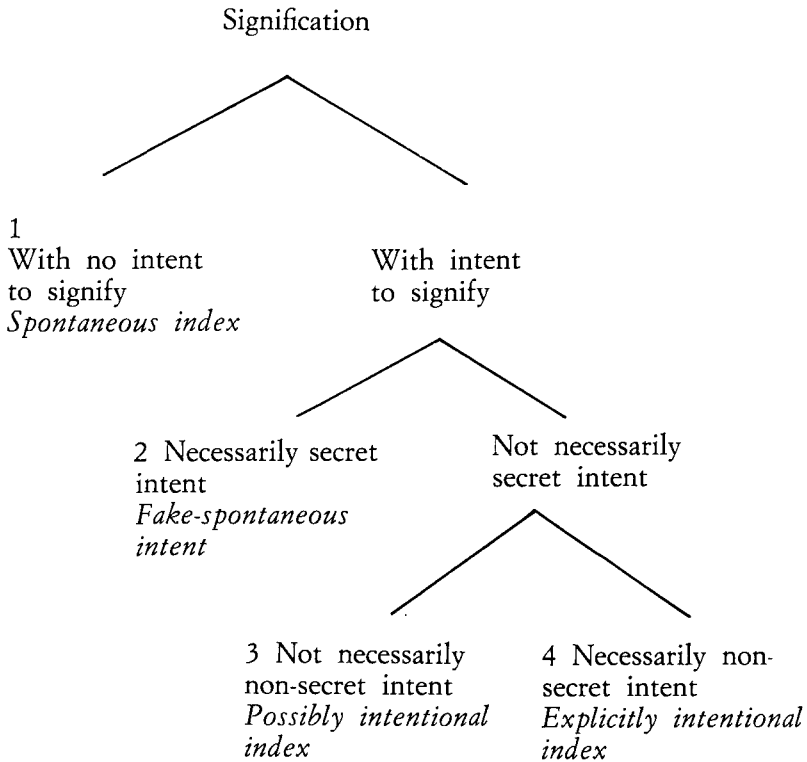 Signification
1
With no intent
to signify
Spontaneous index
With intent
to signify
2 Necessarily secret
intent
Fake-spontaneous
intent
Not necessarily
secret intent
3 Not necessarily
non-secret intent
Possibly intentional
index
4 Necessarily non-
secret intent
Explicitly intentional
index